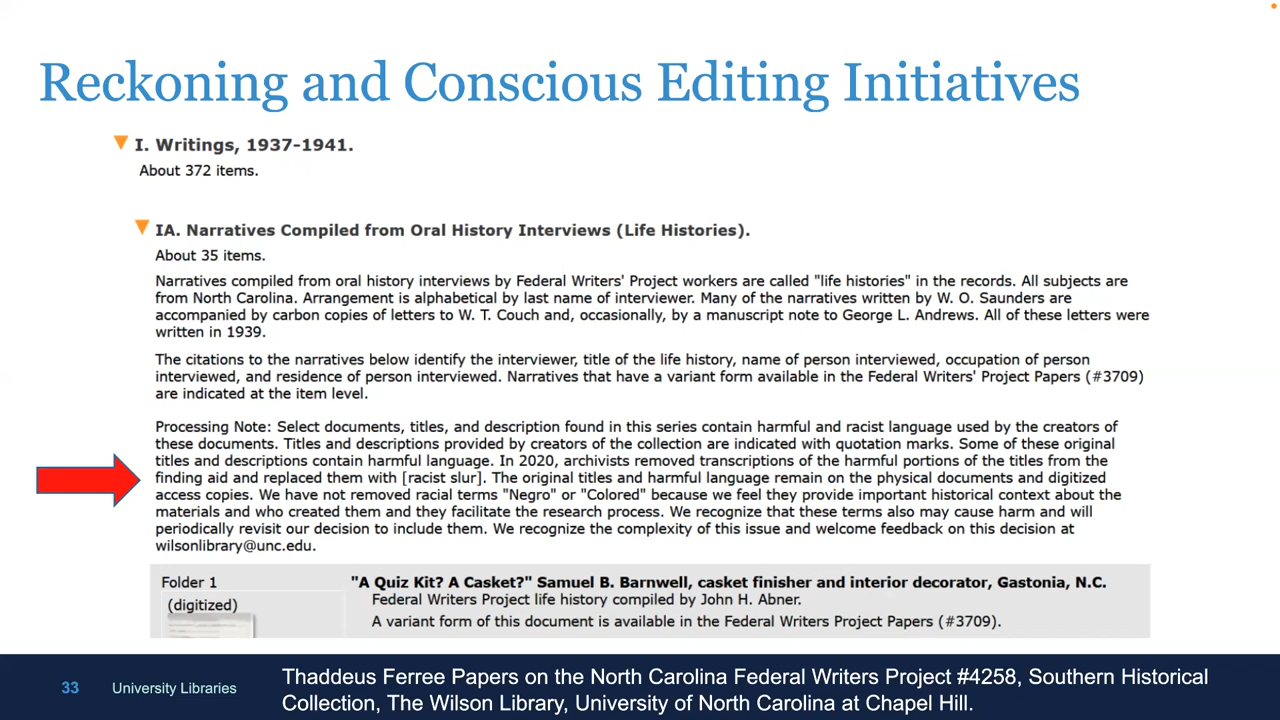 Reckoning and Conscious Editing Initiatives
I. Writings, 1937-1941.
About 372 items.
IA. Narratives Compiled from Oral History Interviews (Life Histories).
About 35 items.
Narratives compiled from oral history interviews by Federal Writers' Project workers are called "life histories" in the records. All subjects are
from North Carolina. Arrangement is alphabetical by last name of interviewer. Many of the narratives written by W. O. Saunders are
accompanied by carbon copies of letters to W. T. Couch and, occasionally, by a manuscript note to George L. Andrews. All of these letters were
written in 1939.
The citations to the narratives below identify the interviewer, title of the life history, name of person interviewed, occupation of person
interviewed, and residence of person interviewed. Narratives that have a variant form available in the Federal Writers' Project Papers (#3709)
are indicated at the item level.
Processing Note: Select documents, titles, and description found in this series contain harmful and racist language used by the creators of
these documents. Titles and descriptions provided by creators of the collection are indicated with quotation marks. Some of these original
titles and descriptions contain harmful language. In 2020, archivists removed transcriptions of the harmful portions of the titles from the
finding aid and replaced them with [racist slur]. The original titles and harmful language remain on the physical documents and digitized
access copies. We have not removed racial terms "Negro" or "Colored" because we feel they provide important historical context about the
materials and who created them and they facilitate the research process. We recognize that these terms also may cause harm and will
periodically revisit our decision to include them. We recognize the complexity of this issue and welcome feedback on this decision at
wilsonlibrary@unc.edu.
Folder 1
(digitized)
"A Quiz Kit? A Casket?" Samuel B. Barnwell, casket finisher and interior decorator, Gastonia, N.C.
Federal Writers Project life history compiled by John H. Abner.
A variant form of this document is available in the Federal Writers Project Papers (#3709).
33
University Libraries
Thaddeus Ferree Papers on the North Carolina Federal Writers Project #4258, Southern Historical
Collection, The Wilson Library, University of North Carolina at Chapel Hill.